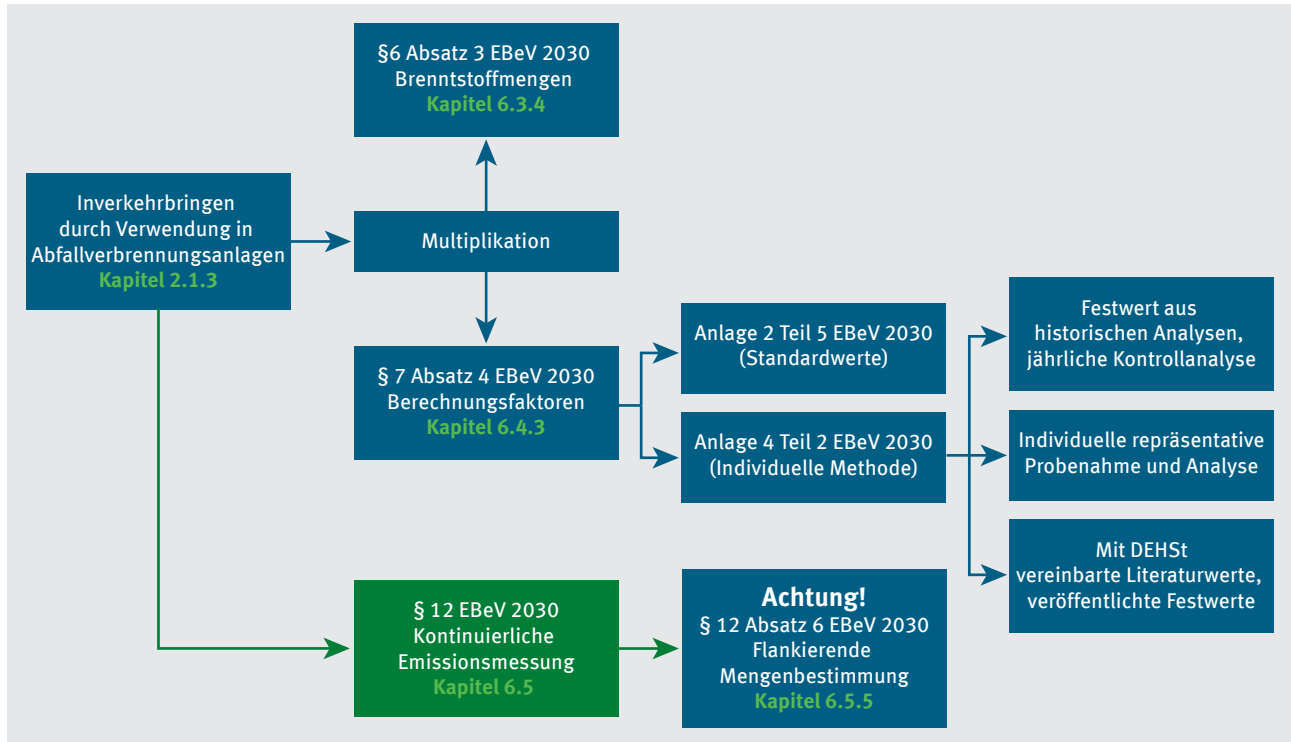 §6 Absatz 3 EBeV 2030
Brenntstoffmengen
Kapitel 6.3.4
Inverkehrbringen
durch Verwendung in
Abfallverbrennungsanlagen
Kapitel 2.1.3
Multiplikation
§ 7 Absatz 4 EBeV 2030
Berechnungsfaktoren
Kapitel 6.4.3
Anlage 2 Teil 5 EBeV 2030
(Standardwerte)
Anlage 4 Teil 2 EBeV 2030
(Individuelle Methode)
Festwert aus
historischen Analysen,
jährliche Kontrollanalyse
Individuelle repräsentative
Probenahme und Analyse
Mit DEHSt
vereinbarte Literaturwerte,
veröffentlichte Festwerte
§ 12 EBeV 2030
Kontinuierliche
Emissionsmessung
Kapitel 6.5
Achtung!
§ 12 Absatz 6 EBeV 2030
Flankierende
Mengenbestimmung
Kapitel 6.5.5